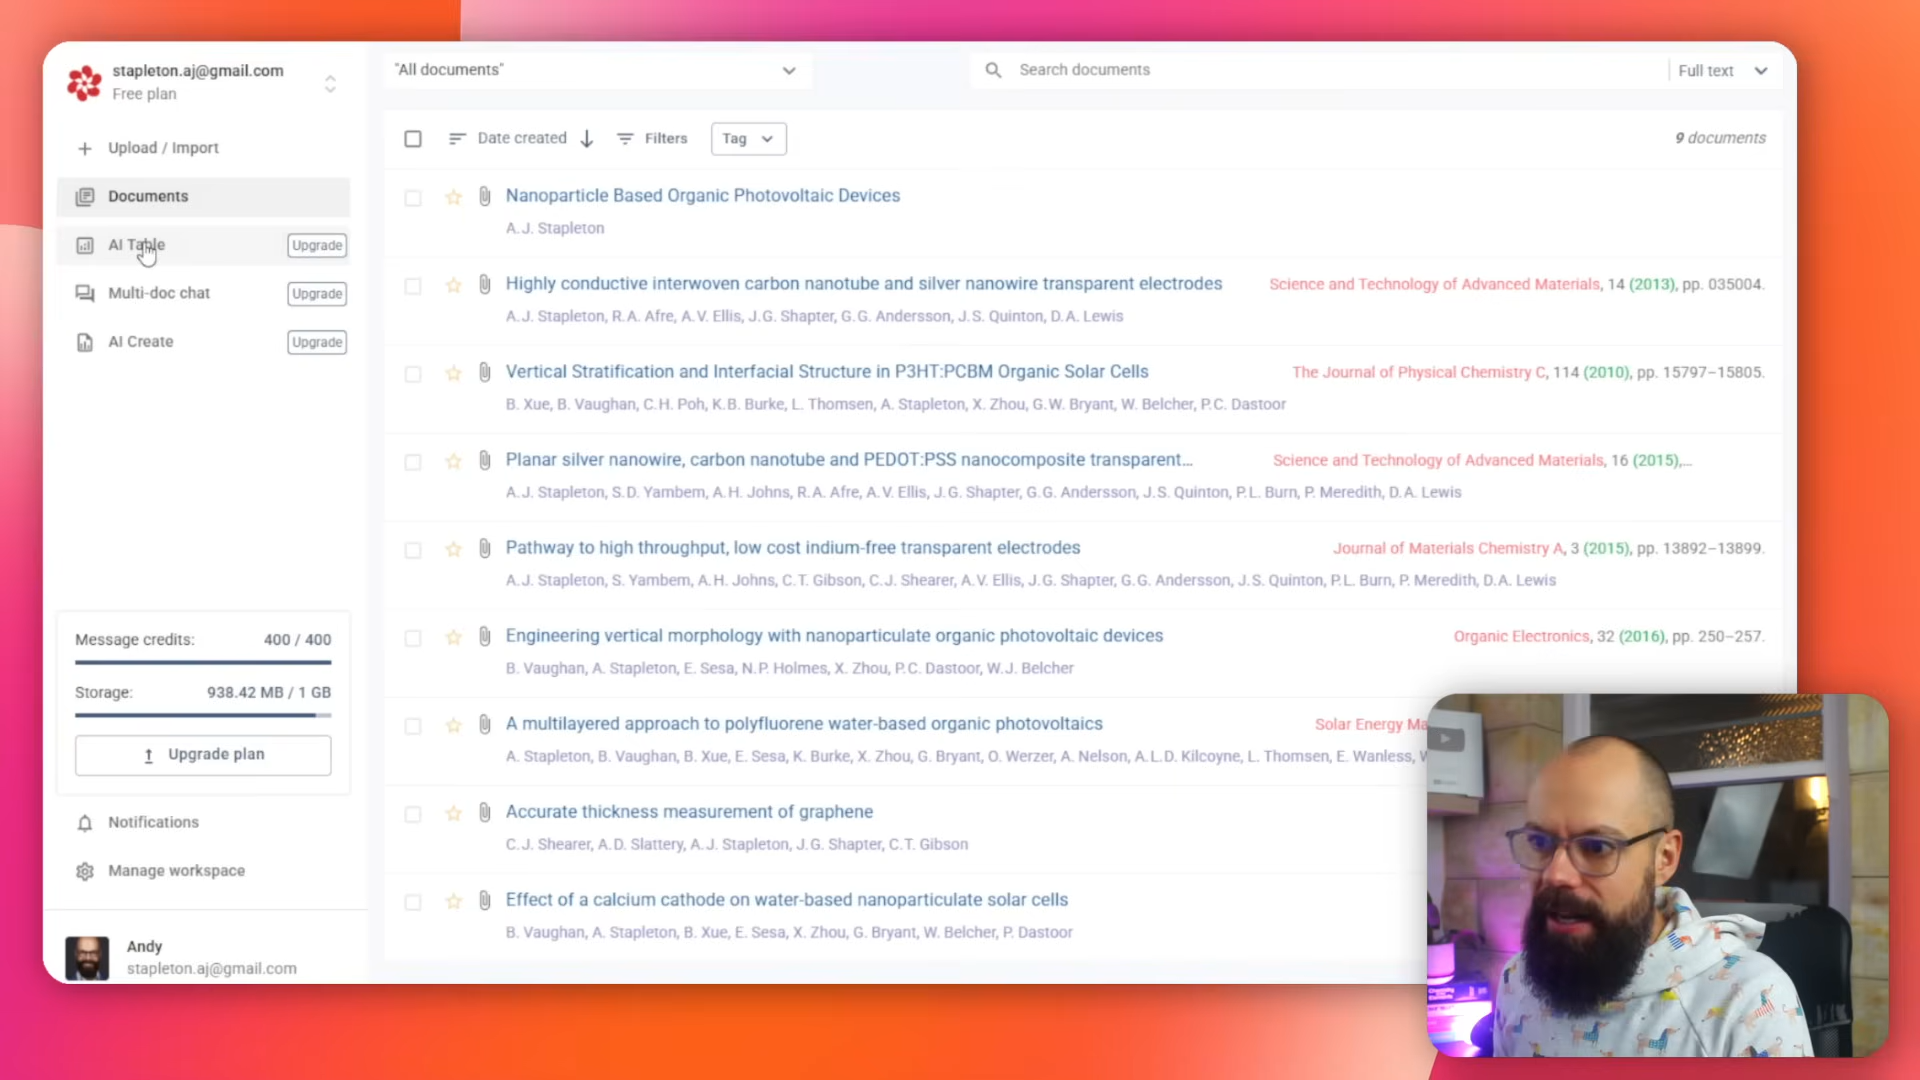 stapleton.aj@gmail.com
Free plan
Upload / Import
Documents
AI Table
Upgrade
Multi-doc chat
Upgrade
AI Create
Upgrade
Message credits: 400 / 400
Storage: 938.42 MB / 1 GB
Upgrade plan
Notifications
Manage workspace
Andy
stapleton.aj@gmail.com
"All documents"
Search documents
Full text
Date created
Filters
Tag
9 documents
Nanoparticle Based Organic Photovoltaic Devices
A.J. Stapleton
Highly conductive interwoven carbon nanotube and silver nanowire transparent electrodes
Science and Technology of Advanced Materials, 14 (2013), pp. 035004.
A.J. Stapleton, R.A. Afre, A.V. Ellis, J.G. Shapter, G.G. Andersson, J.S. Quinton, D.A. Lewis
Vertical Stratification and Interfacial Structure in P3HT:PCBM Organic Solar Cells
The Journal of Physical Chemistry C, 114 (2010), pp. 15797–15805.
B. Xue, B. Vaughan, C.H. Poh, K.B. Burke, L. Thomsen, A. Stapleton, X. Zhou, G.W. Bryant, W. Belcher, P.C. Dastoor
Planar silver nanowire, carbon nanotube and PEDOT:PSS nanocomposite transparent...
Science and Technology of Advanced Materials, 16 (2015),...
A.J. Stapleton, S.D. Yambem, A.H. Johns, R.A. Afre, A.V. Ellis, J.G. Shapter, G.G. Andersson, J.S. Quinton, P.L. Burn, P. Meredith, D.A. Lewis
Pathway to high throughput, low cost indium-free transparent electrodes
Journal of Materials Chemistry A, 3 (2015), pp. 13892–13899.
A.J. Stapleton, S. Yambem, A.H. Johns, C.T. Gibson, C.J. Shearer, A.V. Ellis, J.G. Shapter, G.G. Andersson, J.S. Quinton, P.L. Burn, P. Meredith, D.A. Lewis
Engineering vertical morphology with nanoparticulate organic photovoltaic devices
Organic Electronics, 32 (2016), pp. 250–257.
B. Vaughan, A. Stapleton, E. Sesa, N.P. Holmes, X. Zhou, P.C. Dastoor, W.J. Belcher
A multilayered approach to polyfluorene water-based organic photovoltaics
Solar Energy Ma
A. Stapleton, B. Vaughan, B. Xue, E. Sesa, K. Burke, X. Zhou, G. Bryant, O. Werzer, A. Nelson, A.L.D. Kilcoyne, L. Thomsen, E. Wanless, W
Accurate thickness measurement of graphene
C.J. Shearer, A.D. Slattery, A.J. Stapleton, J.G. Shapter, C.T. Gibson
Effect of a calcium cathode on water-based nanoparticulate solar cells
B. Vaughan, A. Stapleton, B. Xue, E. Sesa, X. Zhou, G. Bryant, W. Belcher, P. Dastoor